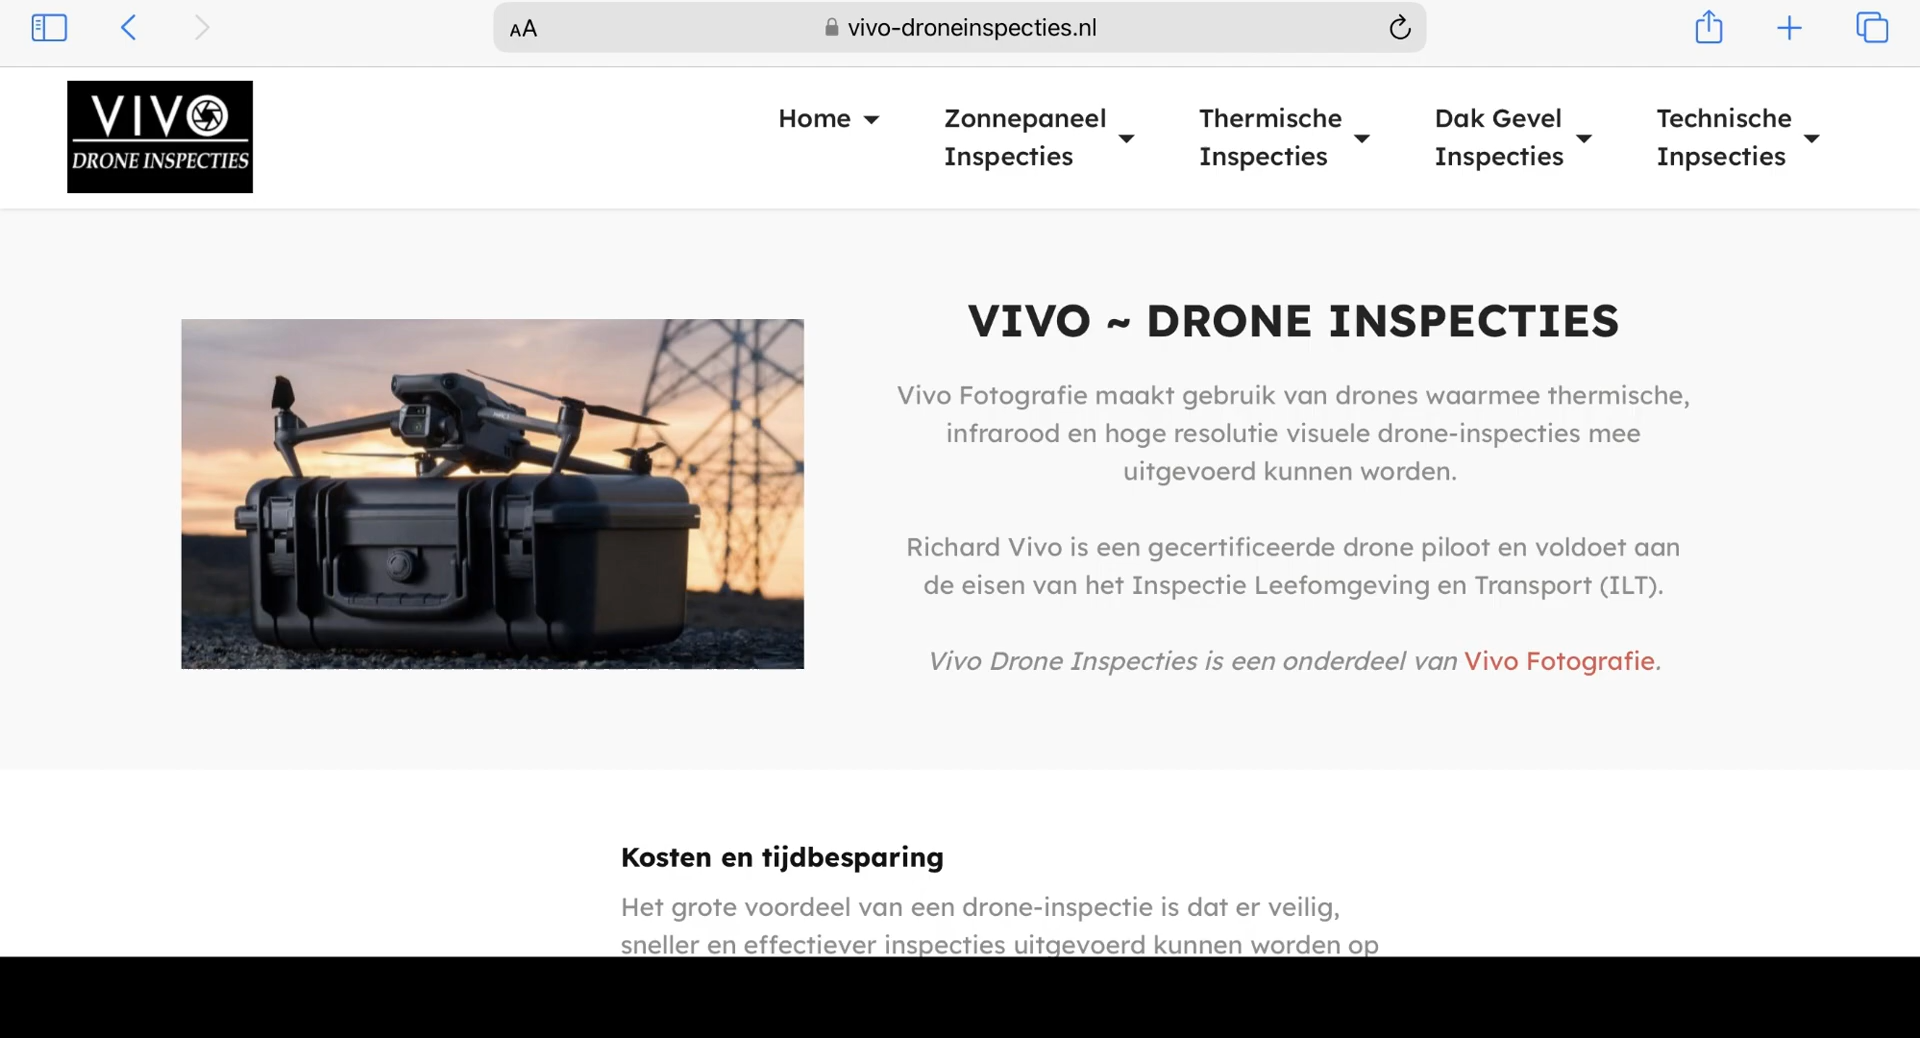 AA
vivo-droneinspecties.nl
VIVO
DRONE INSPECTIES
Home
Zonnepaneel
Inspecties
Thermische
Inspecties
Dak Gevel
Inspecties
Technische
Inpsecties
VIVO ~ DRONE INSPECTIES
Vivo Fotografie maakt gebruik van drones waarmee thermische,
infrarood en hoge resolutie visuele drone-inspecties mee
uitgevoerd kunnen worden.
Richard Vivo is een gecertificeerde drone piloot en voldoet aan
de eisen van het Inspectie Leefomgeving en Transport (ILT).
Vivo Drone Inspecties is een onderdeel van Vivo Fotografie.
Kosten en tijdbesparing
Het grote voordeel van een drone-inspectie is dat er veilig,
sneller en effectiever inspecties uitgevoerd kunnen worden op